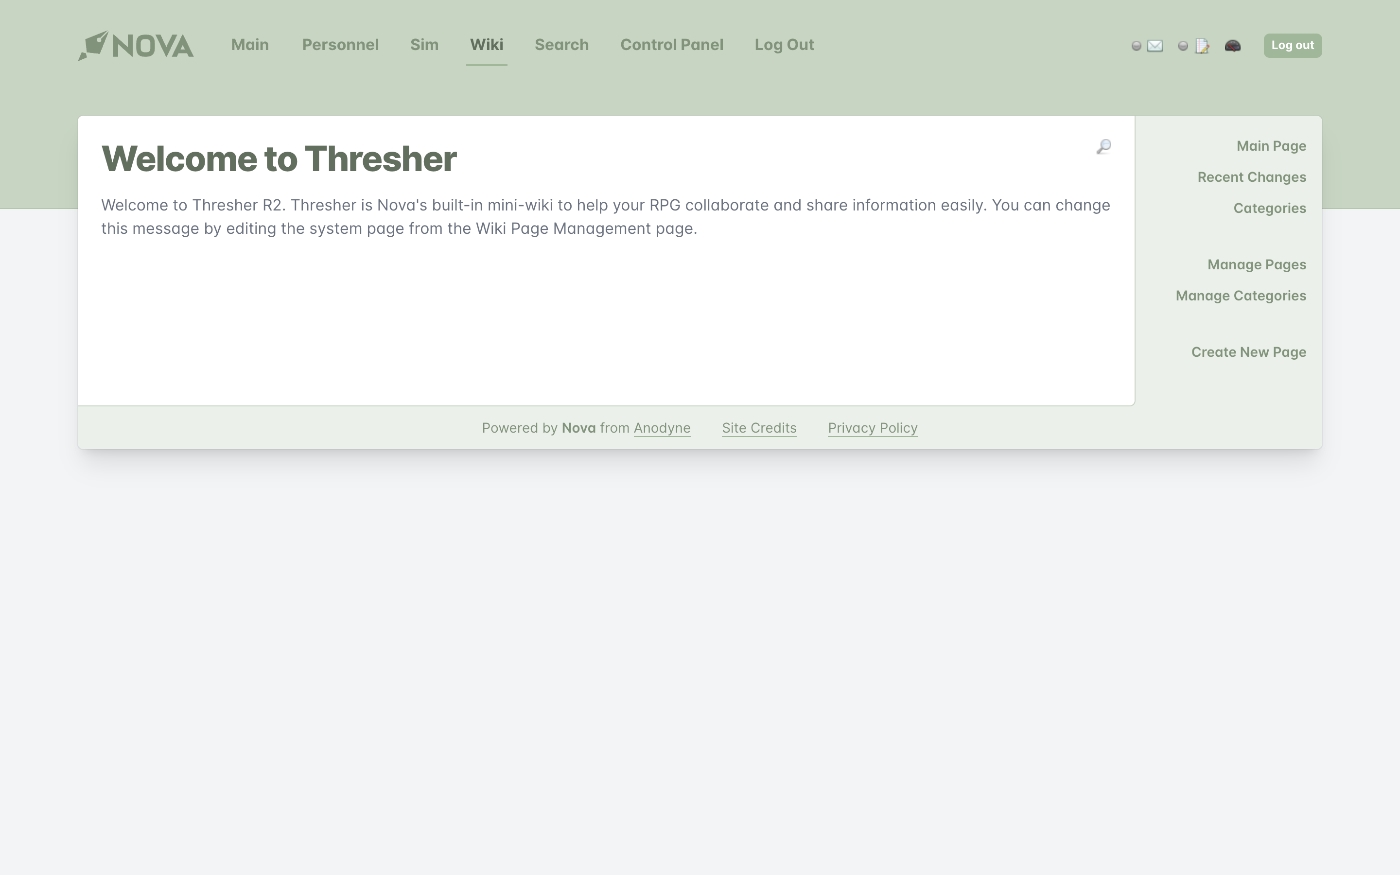 NOVA
Main
Personnel
Sim
Wiki
Search
Control Panel
Log Out
Log out
Welcome to Thresher
Welcome to Thresher R2. Thresher is Nova's built-in mini-wiki to help your RPG collaborate and share information easily. You can change
this message by editing the system page from the Wiki Page Management page.
Main Page
Recent Changes
Categories
Manage Pages
Manage Categories
Create New Page
Powered by Nova from Anodyne
Site Credits
Privacy Policy